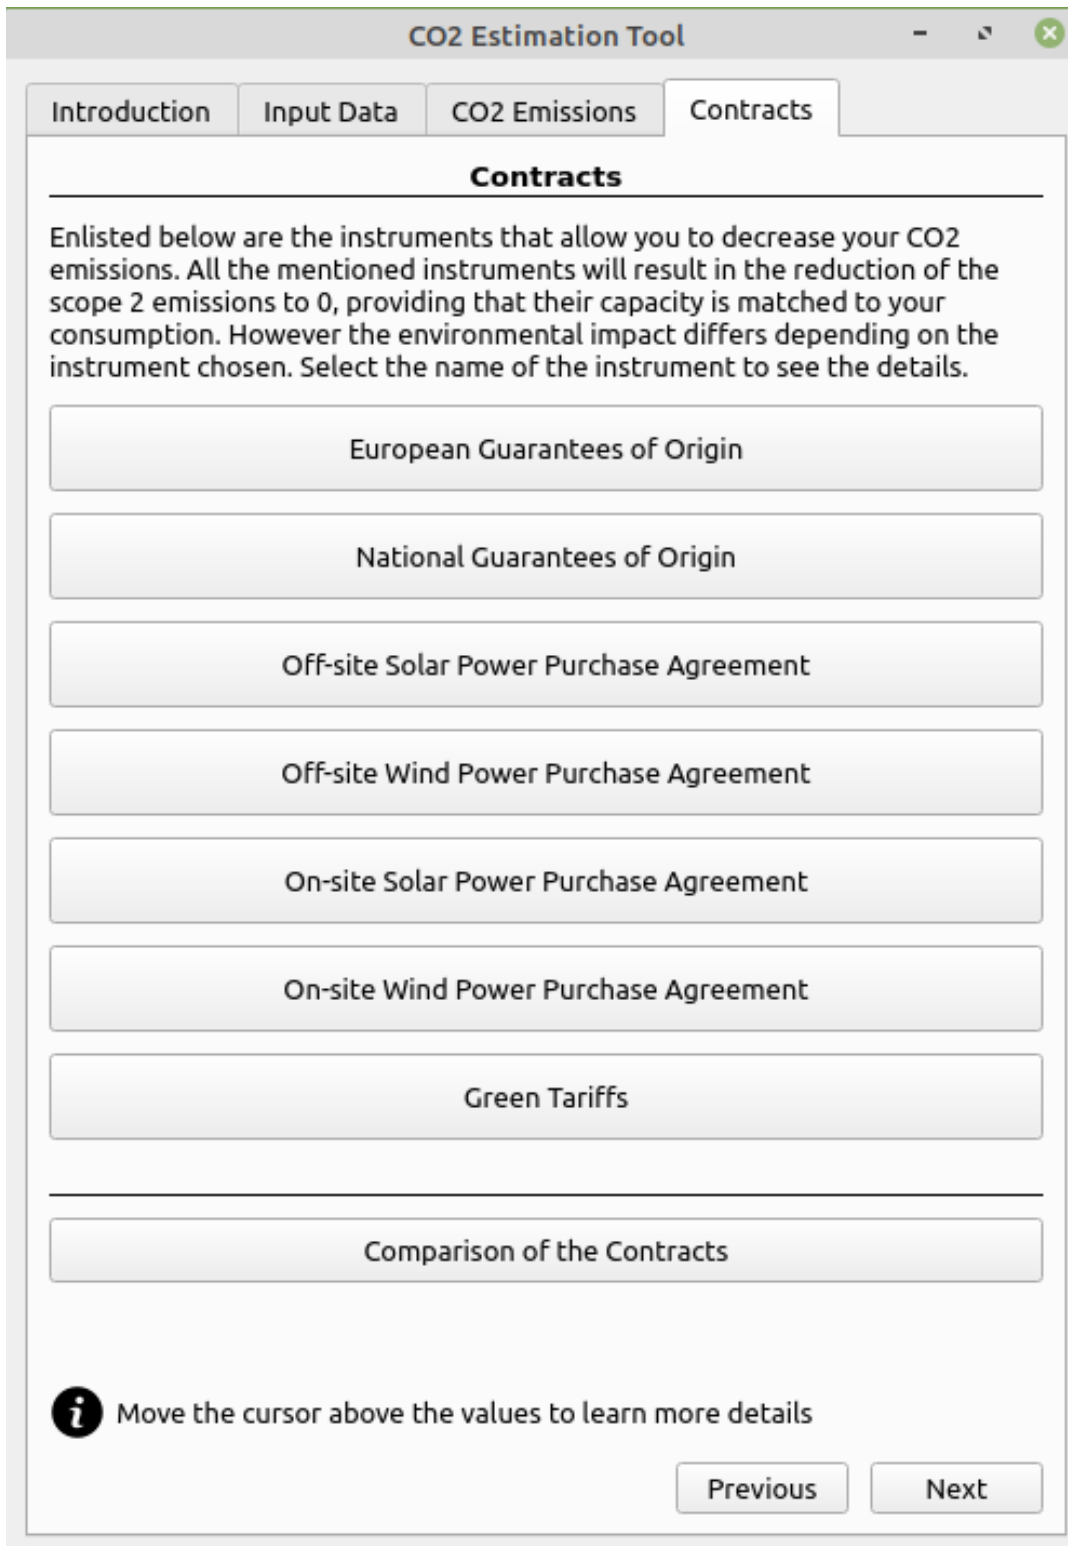 CO2 Estimation Tool
Introduction
Input Data
CO2 Emissions
Contracts
Contracts
Enlisted below are the instruments that allow you to decrease your CO2
emissions. All the mentioned instruments will result in the reduction of the
scope 2 emissions to 0, providing that their capacity is matched to your
consumption. However the environmental impact differs depending on the
instrument chosen. Select the name of the instrument to see the details.
European Guarantees of Origin
National Guarantees of Origin
Off-site Solar Power Purchase Agreement
Off-site Wind Power Purchase Agreement
On-site Solar Power Purchase Agreement
On-site Wind Power Purchase Agreement
Green Tariffs
Comparison of the Contracts
Move the cursor above the values to learn more details
Previous
Next